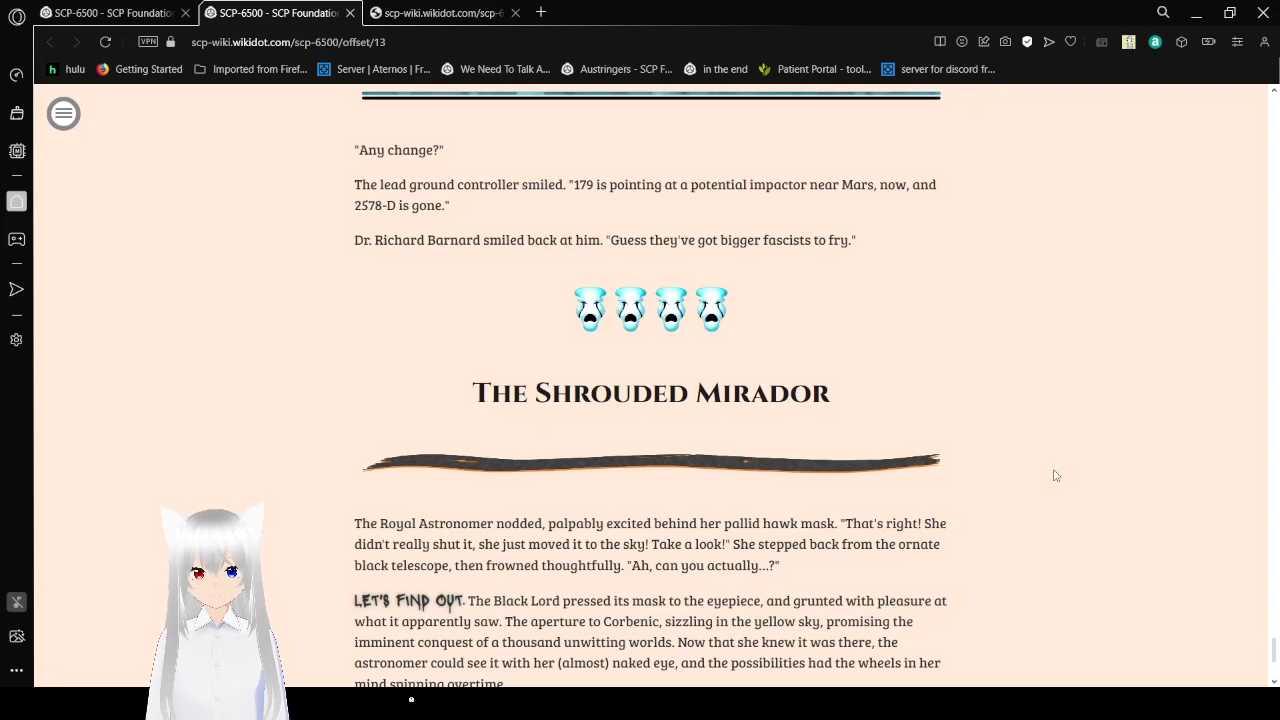 SCP-6500 - SCP Foundation
SCP-6500 - SCP Foundation
scp-wiki.wikidot.com/scp-6
VPN
scp-wiki.wikidot.com/scp-6500/offset/13
hulu
Getting Started
Imported from Firef...
Server | Aternos | Fr...
We Need To Talk A...
Austringers - SCP F...
in the end
Patient Portal - tool...
server for discord fr...
"Any change?"
The lead ground controller smiled. "179 is pointing at a potential impactor near Mars, now, and
2578-D is gone."
Dr. Richard Barnard smiled back at him. "Guess they've got bigger fascists to fry."
The Shrouded Mirador
The Royal Astronomer nodded, palpably excited behind her pallid hawk mask. "That's right! She
didn't really shut it, she just moved it to the sky! Take a look!" She stepped back from the ornate
black telescope, then frowned thoughtfully. "Ah, can you actually...?"
LET'S FIND OUT. The Black Lord pressed its mask to the eyepiece, and grunted with pleasure at
what it apparently saw. The aperture to Corbenic, sizzling in the yellow sky, promising the
imminent conquest of a thousand unwitting worlds. Now that she knew it was there, the
astronomer could see it with her (almost) naked eye, and the possibilities had the wheels in her
mind spinning overtime.